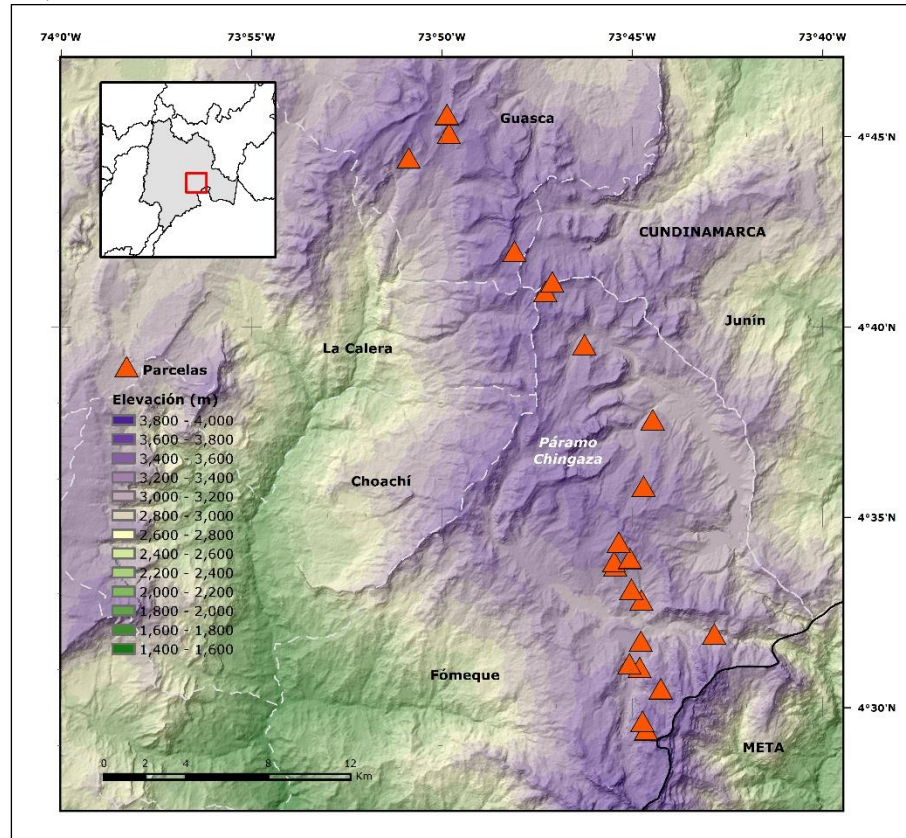 74°0'W 73°55'W 73°50'W 73°45'W 73°40'W
Guasca
4°45'N
CUNDINAMARCA
Junín
4°40'N
La Calera
Parcelas
Elevación (m)
3,800 - 4,000
3,600 - 3,800
3,400 - 3,600
3,200 - 3,400
3,000 - 3,200
2,800 - 3,000
2,600 - 2,800
2,400 - 2,600
2,200 - 2,400
2,000 - 2,200
1,800 - 2,000
1,600 - 1,800
1,400 - 1,600
Páramo
Chingaza
Choachí
4°35'N
Fómeque
4°30'N
META
0 2 4 8 12
Km